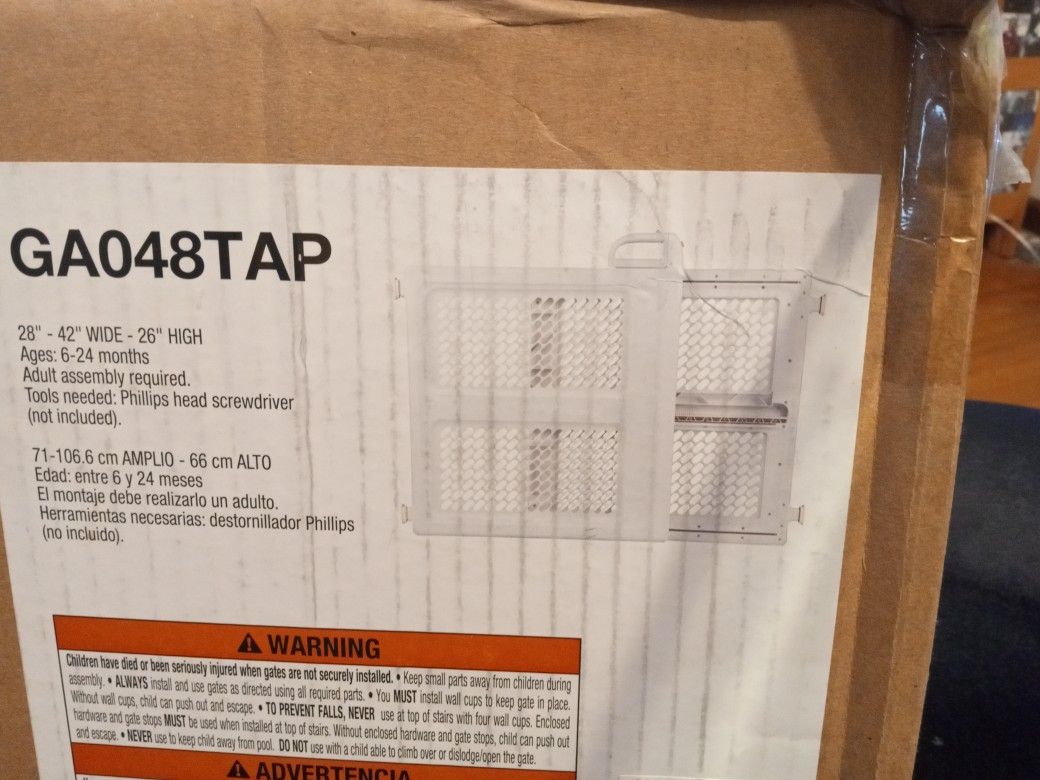 GA048TAP
28" - 42" WIDE - 26" HIGH
Ages: 6-24 months
Adult assembly required.
Tools needed: Phillips head screwdriver
(not included).
71-106.6 cm AMPLIO - 66 cm ALTO
Edad: entre 6 y 24 meses
El montaje debe realizarlo un adulto.
Herramientas necesarias: destornillador Phillips
(no incluido).
⚠ WARNING
Children have died or been seriously injured when gates are not securely installed. • Keep small parts away from children during
assembly. • ALWAYS install and use gates as directed using all required parts. • You MUST install wall cups to keep gate in place.
Without wall cups, child can push out and escape. • TO PREVENT FALLS, NEVER use at top of stairs with four wall cups. Enclosed
hardware and gate stops MUST be used when installed at top of stairs. Without enclosed hardware and gate stops, child can push out
and escape. • NEVER use to keep child away from pool. DO NOT use with a child able to climb over or dislodge/open the gate.
⚠ ADVERTENCIA